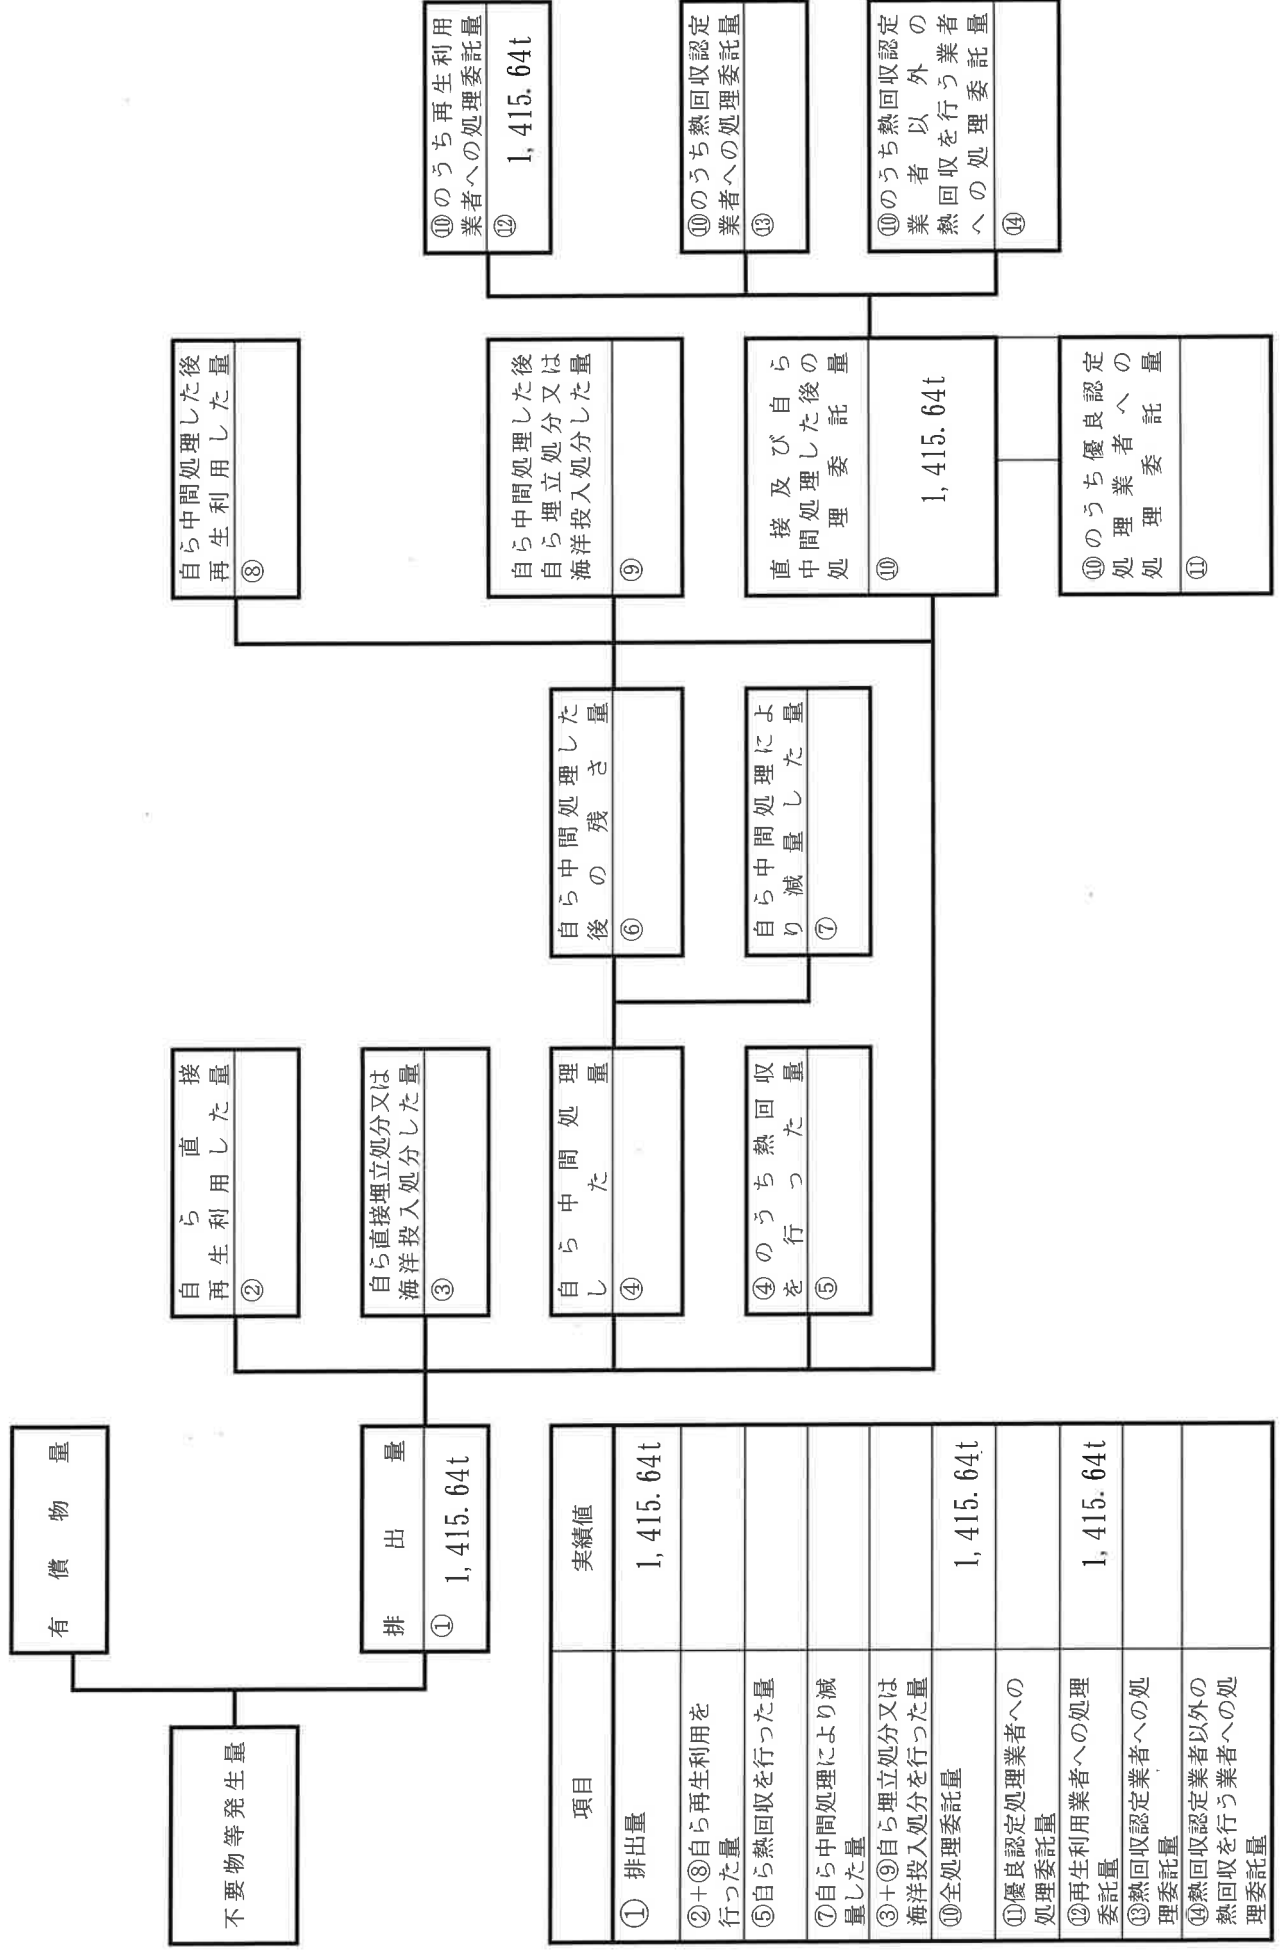 不要物等発生量
有償物量
排出量
① 1,415.64t
自ら直接
再生利用した量
②
自ら直接埋立処分又は
海洋投入処分した量
③
自ら中間処理
した量
④
④のうち熱回収
を行った量
⑤
自ら中間処理した
後の残さ量
⑥
自ら中間処理によ
り減量した量
⑦
自ら中間処理した後
再生利用した量
⑧
自ら中間処理した後
自ら埋立処分又は
海洋投入処分した量
⑨
直接及び自ら
中間処理した後の
処理委託量
⑩
1,415.64t
⑩のうち優良認定
処理業者への
処理委託量
⑪
⑩のうち再生利用
業者への処理委託量
⑫ 1,415.64t
⑩のうち熱回収認定
業者への処理委託量
⑬
⑩のうち熱回収認定
業者以外の
熱回収を行う業者
への処理委託量
⑭
項目 実績値
① 排出量 1,415.64t
②+⑧自ら再生利用を
行った量
⑤自ら熱回収を行った量
⑦自ら中間処理により減
量した量
③+⑨自ら埋立処分又は
海洋投入処分を行った量
⑩全処理委託量 1,415.64t
⑪優良認定処理業者への
処理委託量
⑫再生利用業者への処理
委託量 1,415.64t
⑬熱回収認定業者への処
理委託量
⑭熱回収認定業者以外の
熱回収を行う業者への処
理委託量